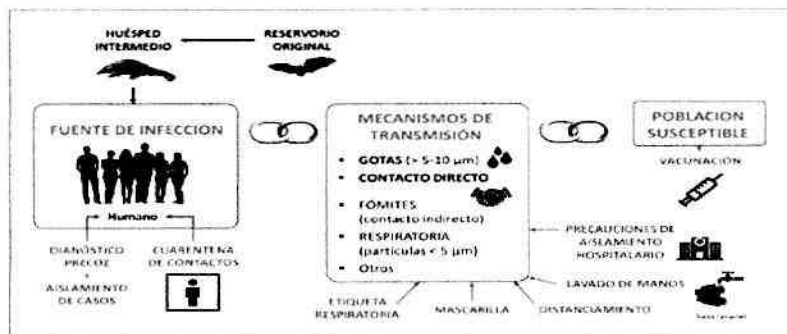 HUÉSPED
INTERMEDIO
RESERVORIO
ORIGINAL
FUENTE DE INFECCION
Humano
DIANÓSTICO
PRECOZ
+
AISLAMIENTO
DE CASOS
CUARENTENA
DE CONTACTOS
MECANISMOS DE
TRANSMISIÓN
• GOTAS (> 5-10 µm)
• CONTACTO DIRECTO
• FÓMITES
(contacto indirecto)
• RESPIRATORIA
(partículas < 5 µm)
• Otros
ETIQUETA
RESPIRATORIA
MASCARILLA
DISTANCIAMIENTO
POBLACION
SUSCEPTIBLE
VACUNACIÓN
PRECAUCIONES DE
AISLAMIENTO
HOSPITALARIO
LAVADO DE MANOS